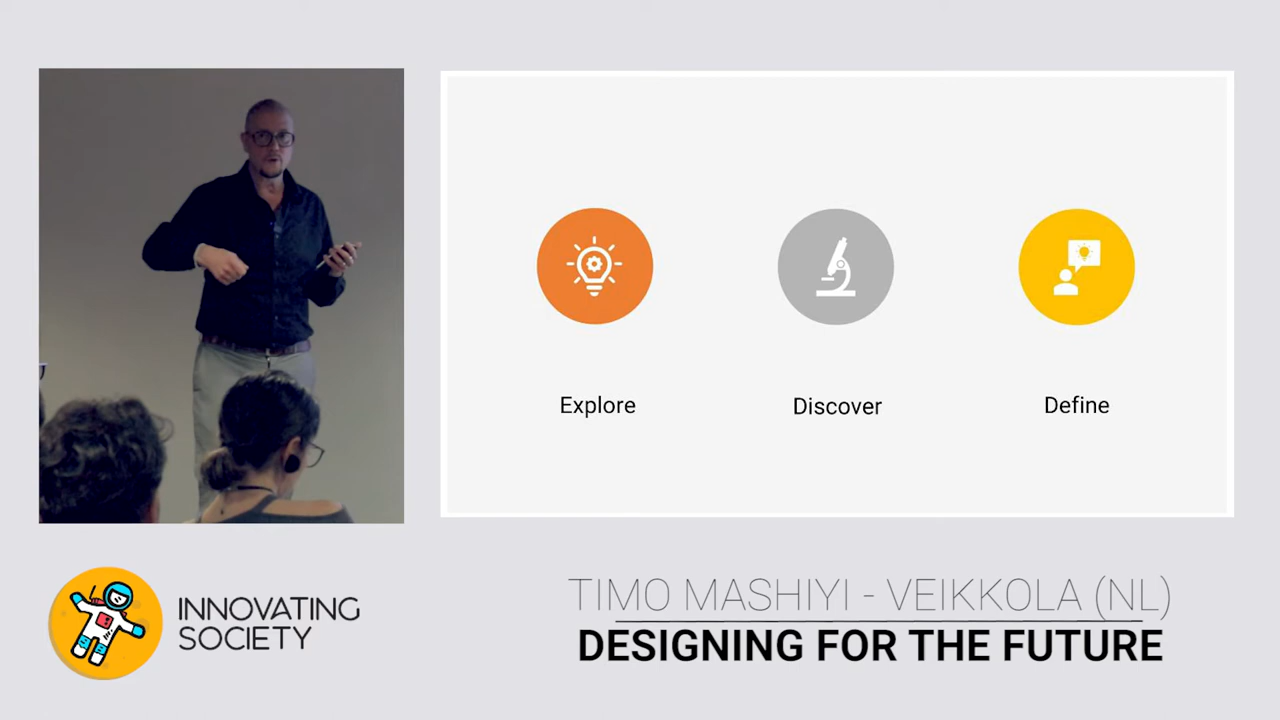 Explore
Discover
Define
INNOVATING
SOCIETY
TIMO MASHIYI - VEIKKOLA (NL)
DESIGNING FOR THE FUTURE